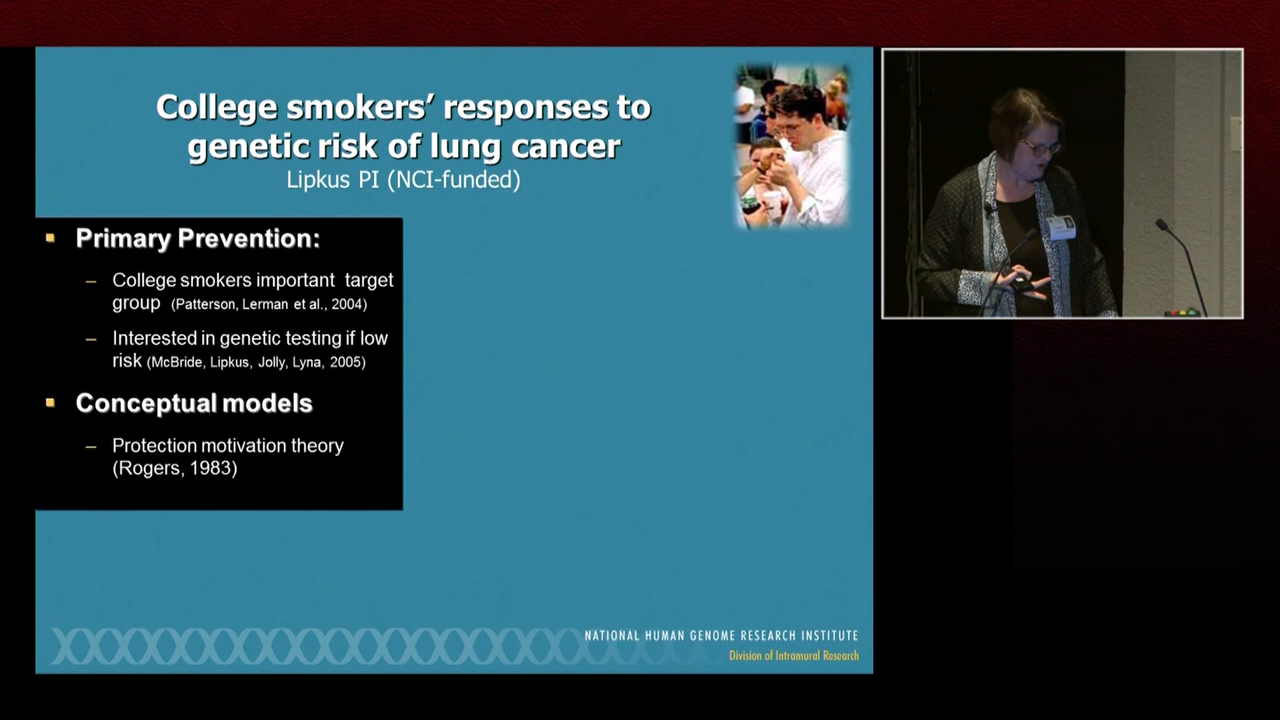 College smokers' responses to
genetic risk of lung cancer
Lipkus PI (NCI-funded)
▪ Primary Prevention:
– College smokers important target
group (Patterson, Lerman et al., 2004)
– Interested in genetic testing if low
risk (McBride, Lipkus, Jolly, Lyna, 2005)
▪ Conceptual models
– Protection motivation theory
(Rogers, 1983)
NATIONAL HUMAN GENOME RESEARCH INSTITUTE
Division of Intramural Research